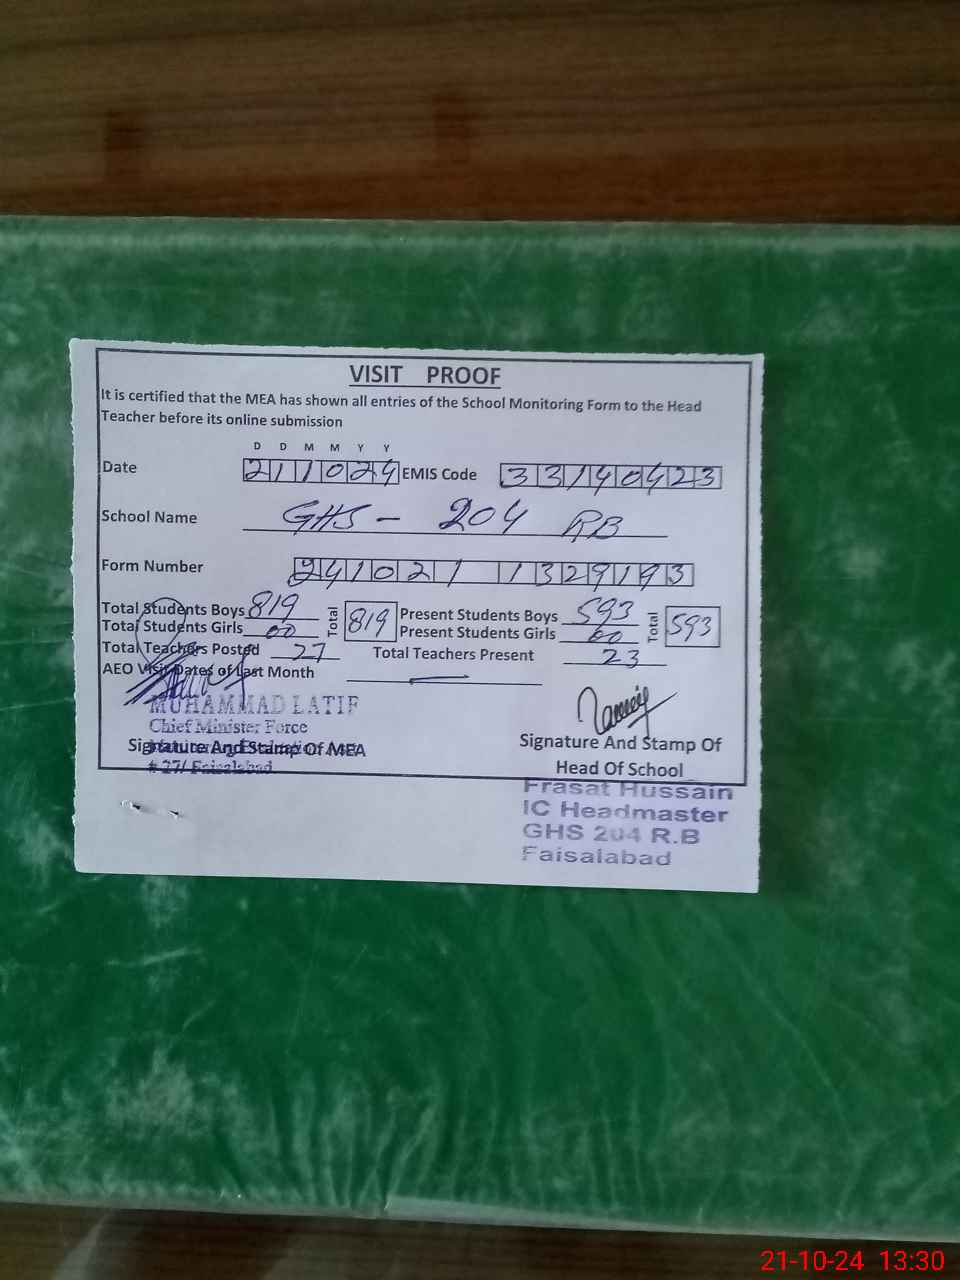 VISIT PROOF
It is certified that the MEA has shown all entries of the School Monitoring Form to the Head
Teacher before its online submission
D D M M Y Y
Date 211024 EMIS Code 33140423
School Name GHS - 204 RB
Form Number 241021 1329193
Total Students Boys 819 Total 819 Present Students Boys 593 Total 593
Total Students Girls 00 Present Students Girls 00
Total Teachers Posted 27 Total Teachers Present 23
AEO Visit Dates of Last Month —
MUHAMMAD LATIF
Chief Minister Force
Signature And Stamp Of MEA
# 27/ Faisalabad
Signature And Stamp Of
Head Of School
Frasat Hussain
IC Headmaster
GHS 204 R.B
Faisalabad
21-10-24 13:30